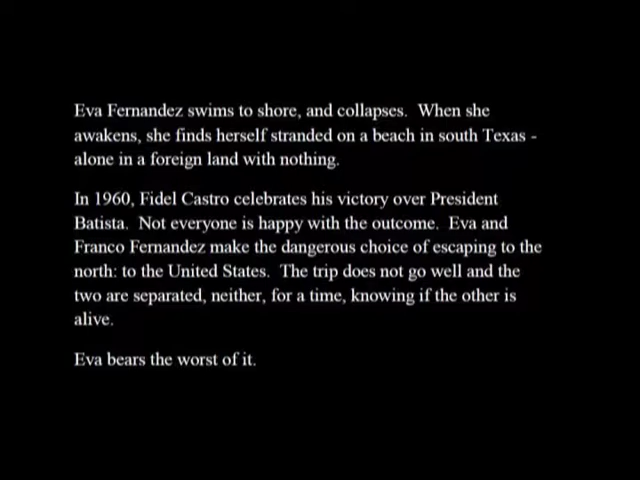 Eva Fernandez swims to shore, and collapses.  When she
awakens, she finds herself stranded on a beach in south Texas -
alone in a foreign land with nothing.
In 1960, Fidel Castro celebrates his victory over President
Batista.  Not everyone is happy with the outcome.  Eva and
Franco Fernandez make the dangerous choice of escaping to the
north: to the United States.  The trip does not go well and the
two are separated, neither, for a time, knowing if the other is
alive.
Eva bears the worst of it.